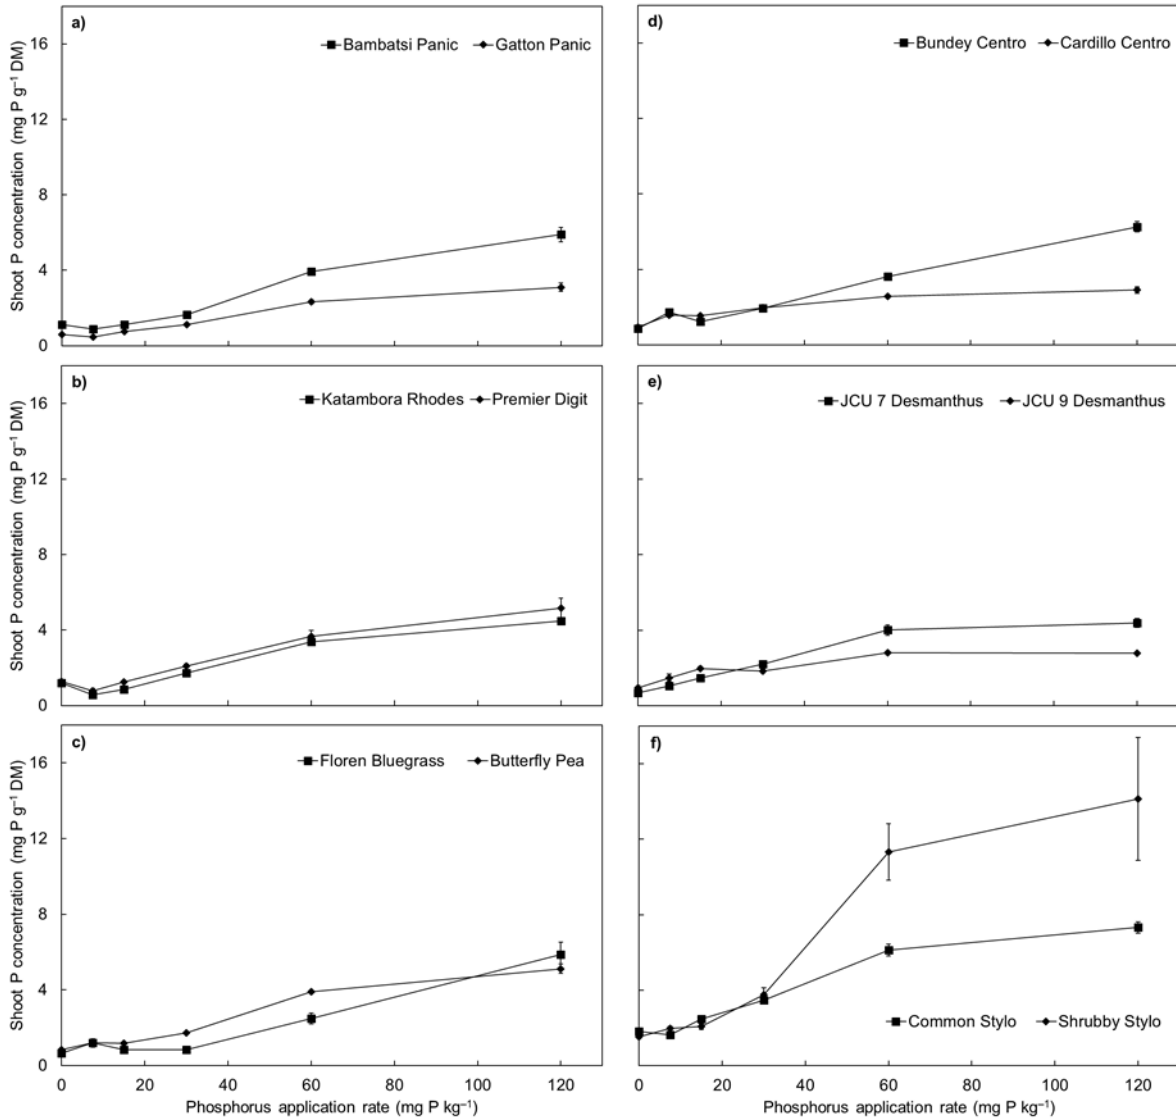 a)
Bambatsi Panic Gatton Panic
Shoot P concentration (mg P g⁻¹ DM)
16
12
8
4
0
d)
Bundey Centro Cardillo Centro
b)
Katambora Rhodes Premier Digit
Shoot P concentration (mg P g⁻¹ DM)
16
12
8
4
0
e)
JCU 7 Desmanthus JCU 9 Desmanthus
c)
Floren Bluegrass Butterfly Pea
Shoot P concentration (mg P g⁻¹ DM)
16
12
8
4
0
0 20 40 60 80 100 120
Phosphorus application rate (mg P kg⁻¹)
f)
Common Stylo Shrubby Stylo
0 20 40 60 80 100 120
Phosphorus application rate (mg P kg⁻¹)